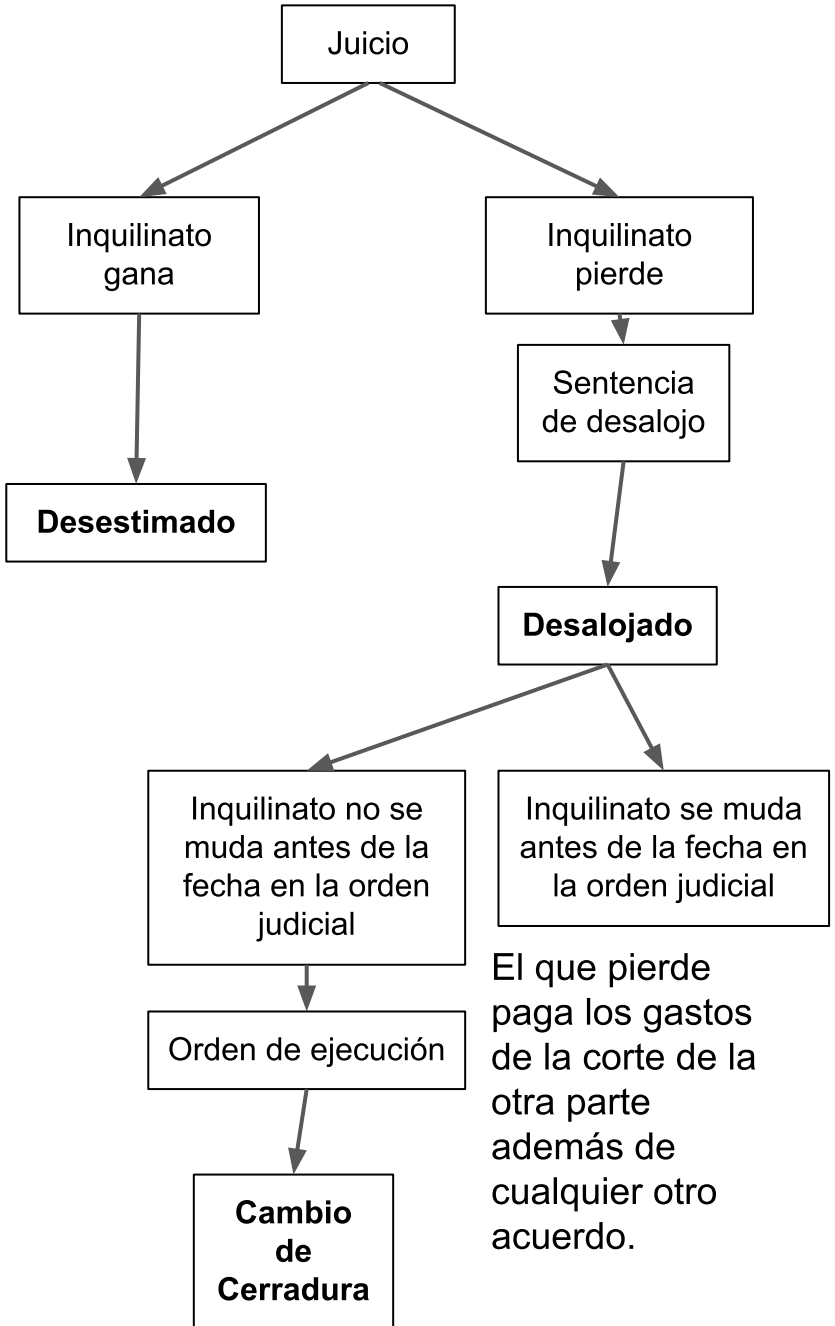 Juicio
Inquilinato
gana
Inquilinato
pierde
Sentencia
de desalojo
Desestimado
Desalojado
Inquilinato no se
muda antes de la
fecha en la orden
judicial
Inquilinato se muda
antes de la fecha en
la orden judicial
El que pierde
paga los gastos
de la corte de la
otra parte
además de
cualquier otro
acuerdo.
Orden de ejecución
Cambio
de
Cerradura